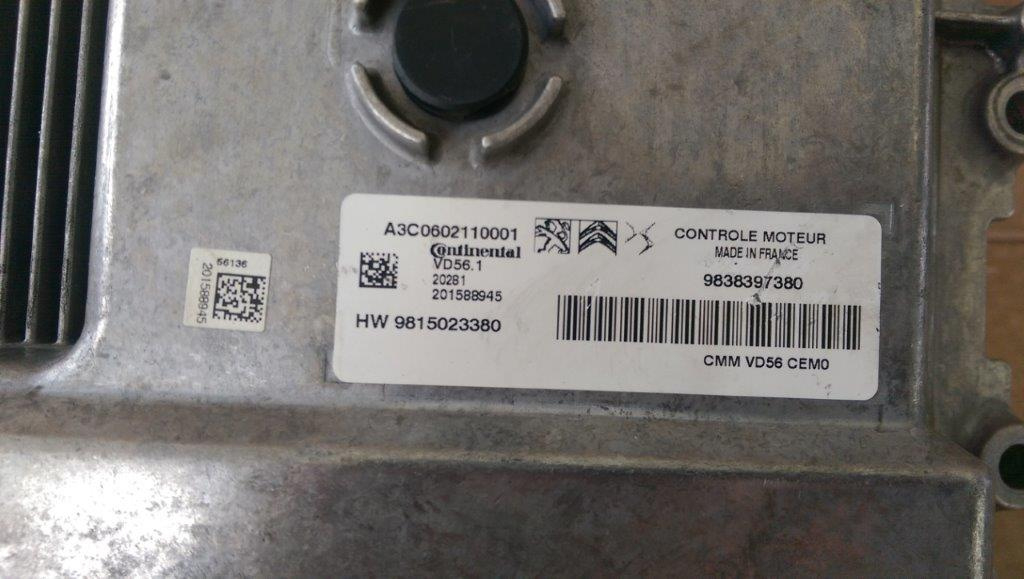 A3C0602110001
Continental
VD56.1
20281
201588945
HW 9815023380
CONTROLE MOTEUR
MADE IN FRANCE
9838397380
CMM VD56 CEM0
56136
201588945